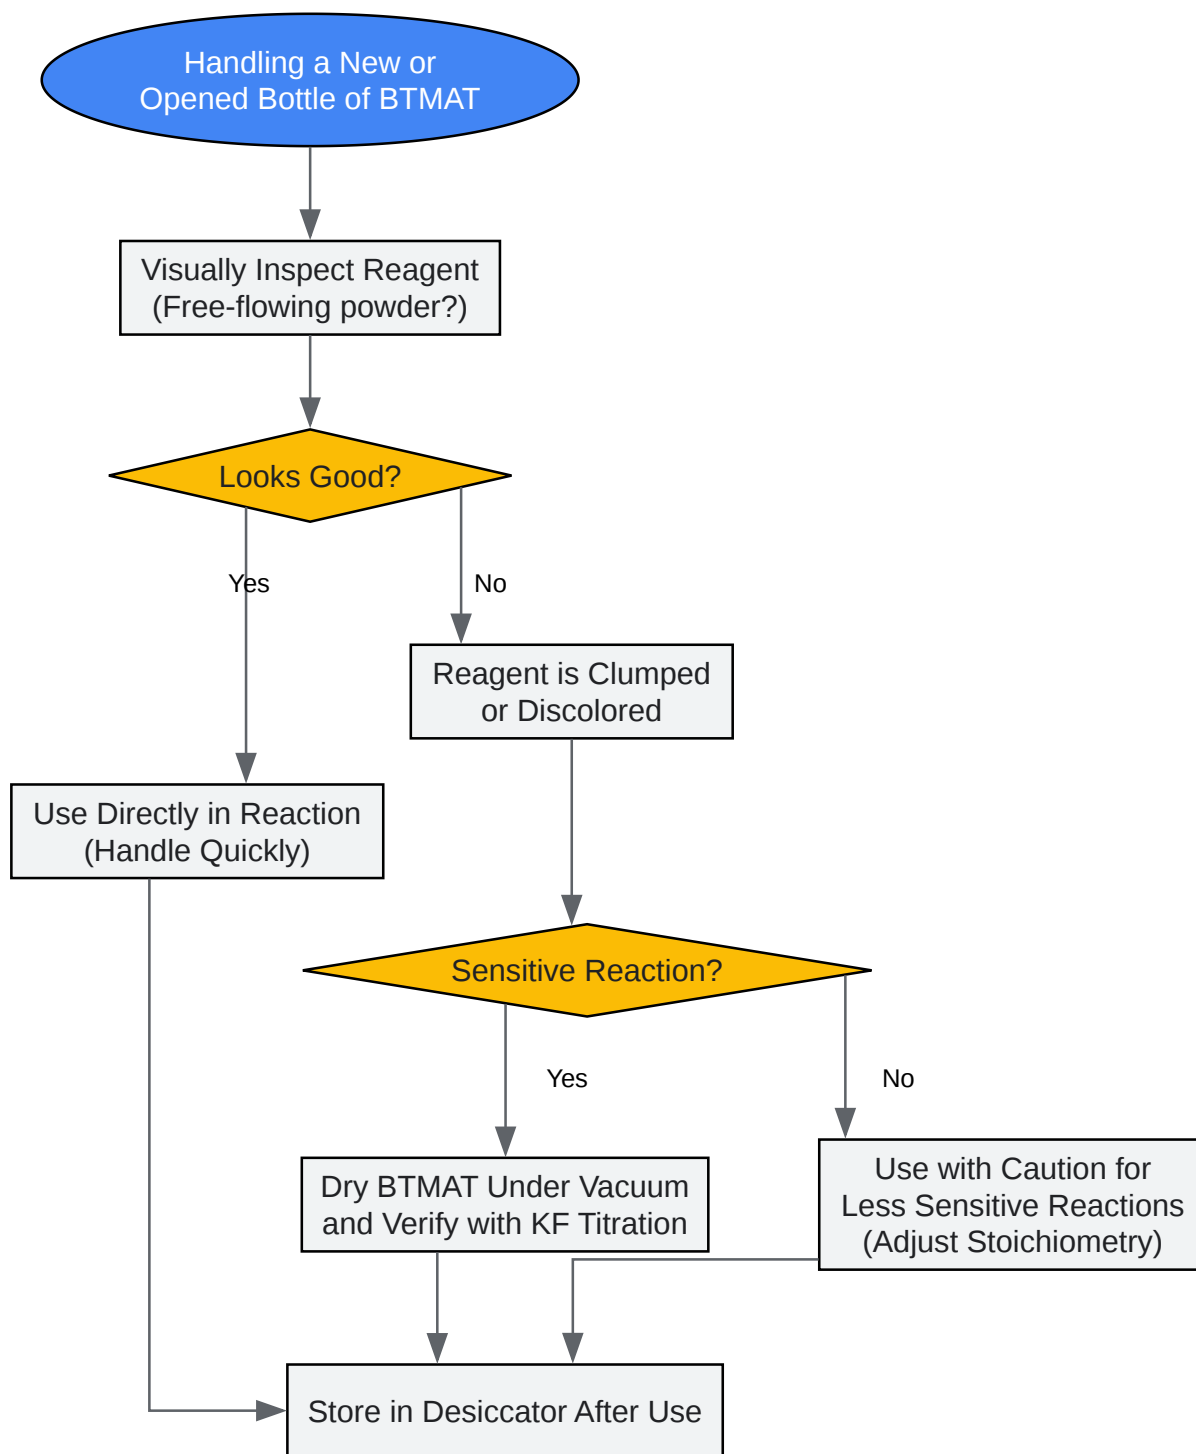 Handling a New or
Opened Bottle of BTMAT
Visually Inspect Reagent
(Free-flowing powder?)
Looks Good?
Yes
No
Reagent is Clumped
or Discolored
Use Directly in Reaction
(Handle Quickly)
Sensitive Reaction?
Yes
No
Dry BTMAT Under Vacuum
and Verify with KF Titration
Use with Caution for
Less Sensitive Reactions
(Adjust Stoichiometry)
Store in Desiccator After Use